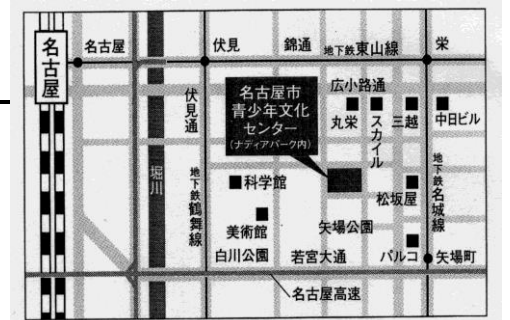 名古屋
名古屋
伏見
錦通
地下鉄東山線
栄
広小路通
名古屋市
青少年文化
センター
(ナディアパーク内)
丸栄
スカイル
三越
中日ビル
伏見通
堀川
地下鉄鶴舞線
科学館
美術館
白川公園
松坂屋
地下鉄名城線
矢場公園
若宮大通
パルコ
矢場町
名古屋高速